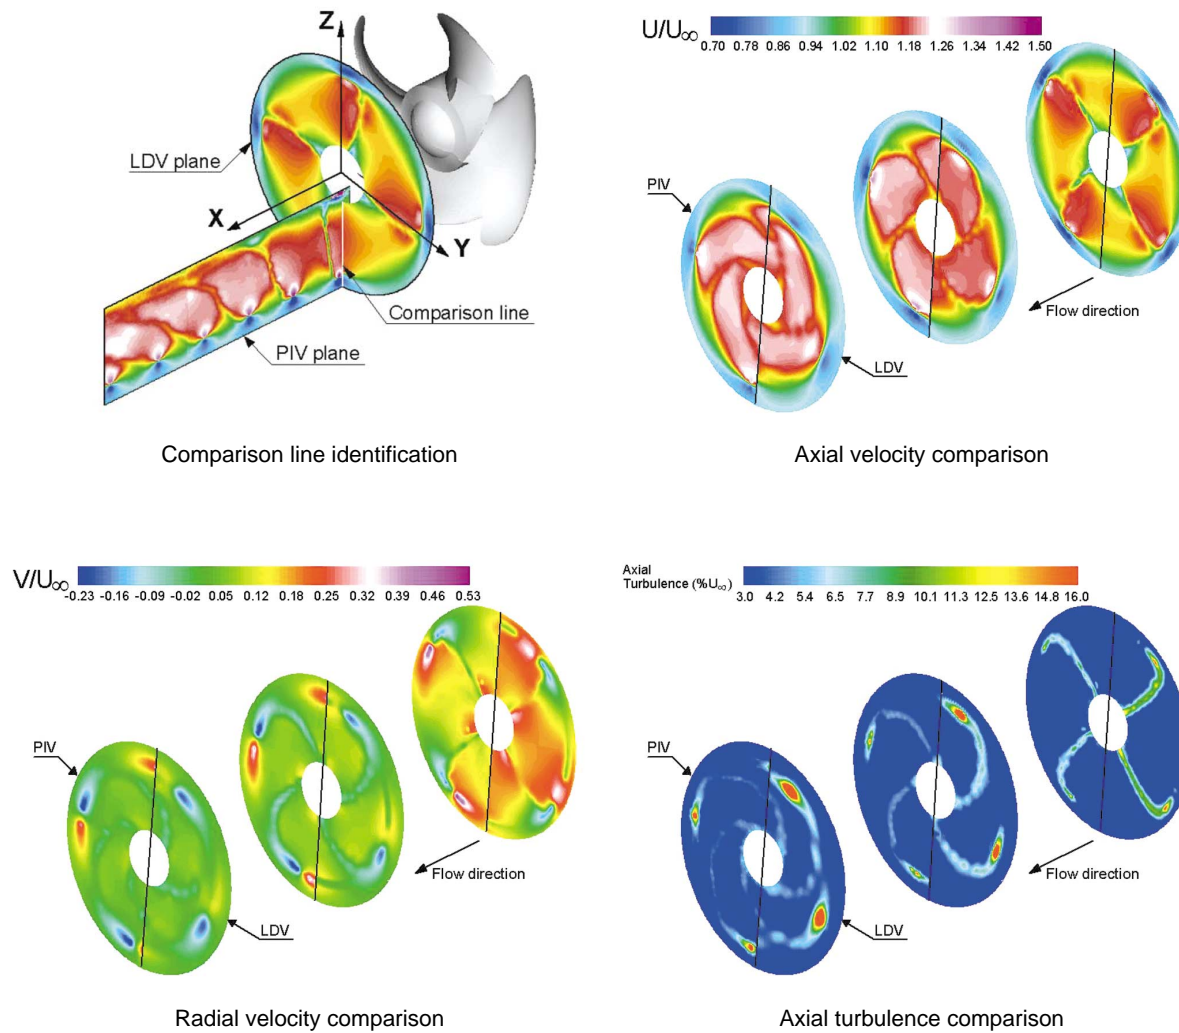 Z
LDV plane
X
Y
Comparison line
PIV plane
Comparison line identification
U/U∞
0.70 0.78 0.86 0.94 1.02 1.10 1.18 1.26 1.34 1.42 1.50
PIV
Flow direction
LDV
Axial velocity comparison
V/U∞
-0.23 -0.16 -0.09 -0.02 0.05 0.12 0.18 0.25 0.32 0.39 0.46 0.53
PIV
Flow direction
LDV
Radial velocity comparison
Axial
Turbulence (%U∞)
3.0 4.2 5.4 6.5 7.7 8.9 10.1 11.3 12.5 13.6 14.8 16.0
PIV
Flow direction
LDV
Axial turbulence comparison